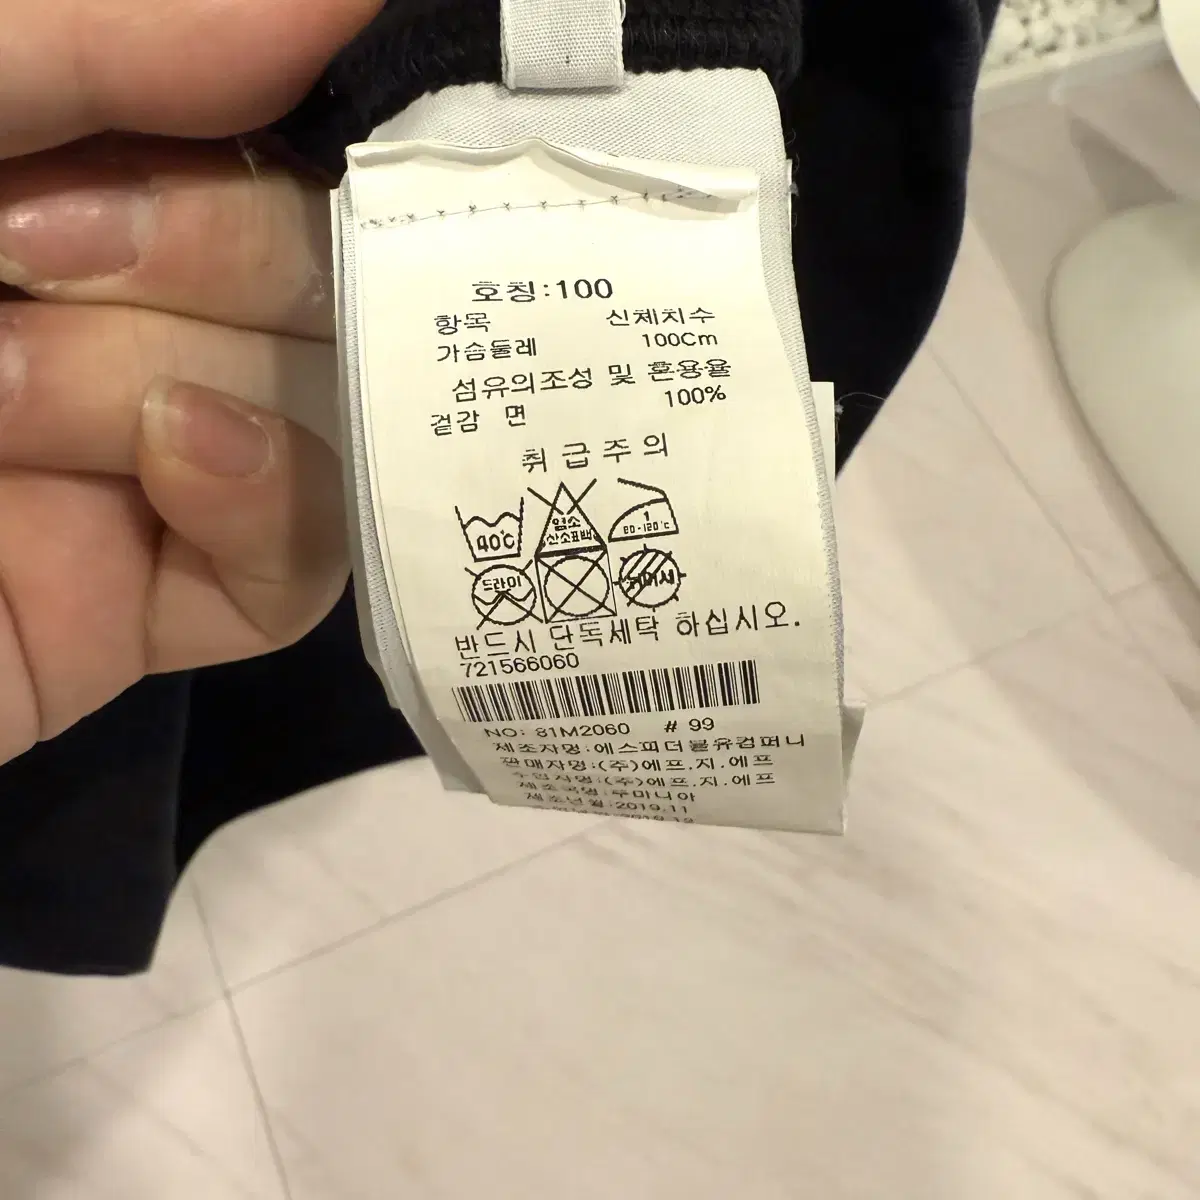 호칭:100
항목 신체치수
가슴둘레 100Cm
섬유의조성 및 혼용율
겉감 면 100%
취급주의
40℃
염소
산소표백
1
80-120℃
드라이
반드시 단독세탁 하십시오.
721566060
NO: 81M2060 # 99
제조자명:에스피더블유컴퍼니
판매자명:(주)에프.지.에프
수입자명:(주)에프.지.에프
제조국명:루마니아
제조년월:2019.11
2019.12